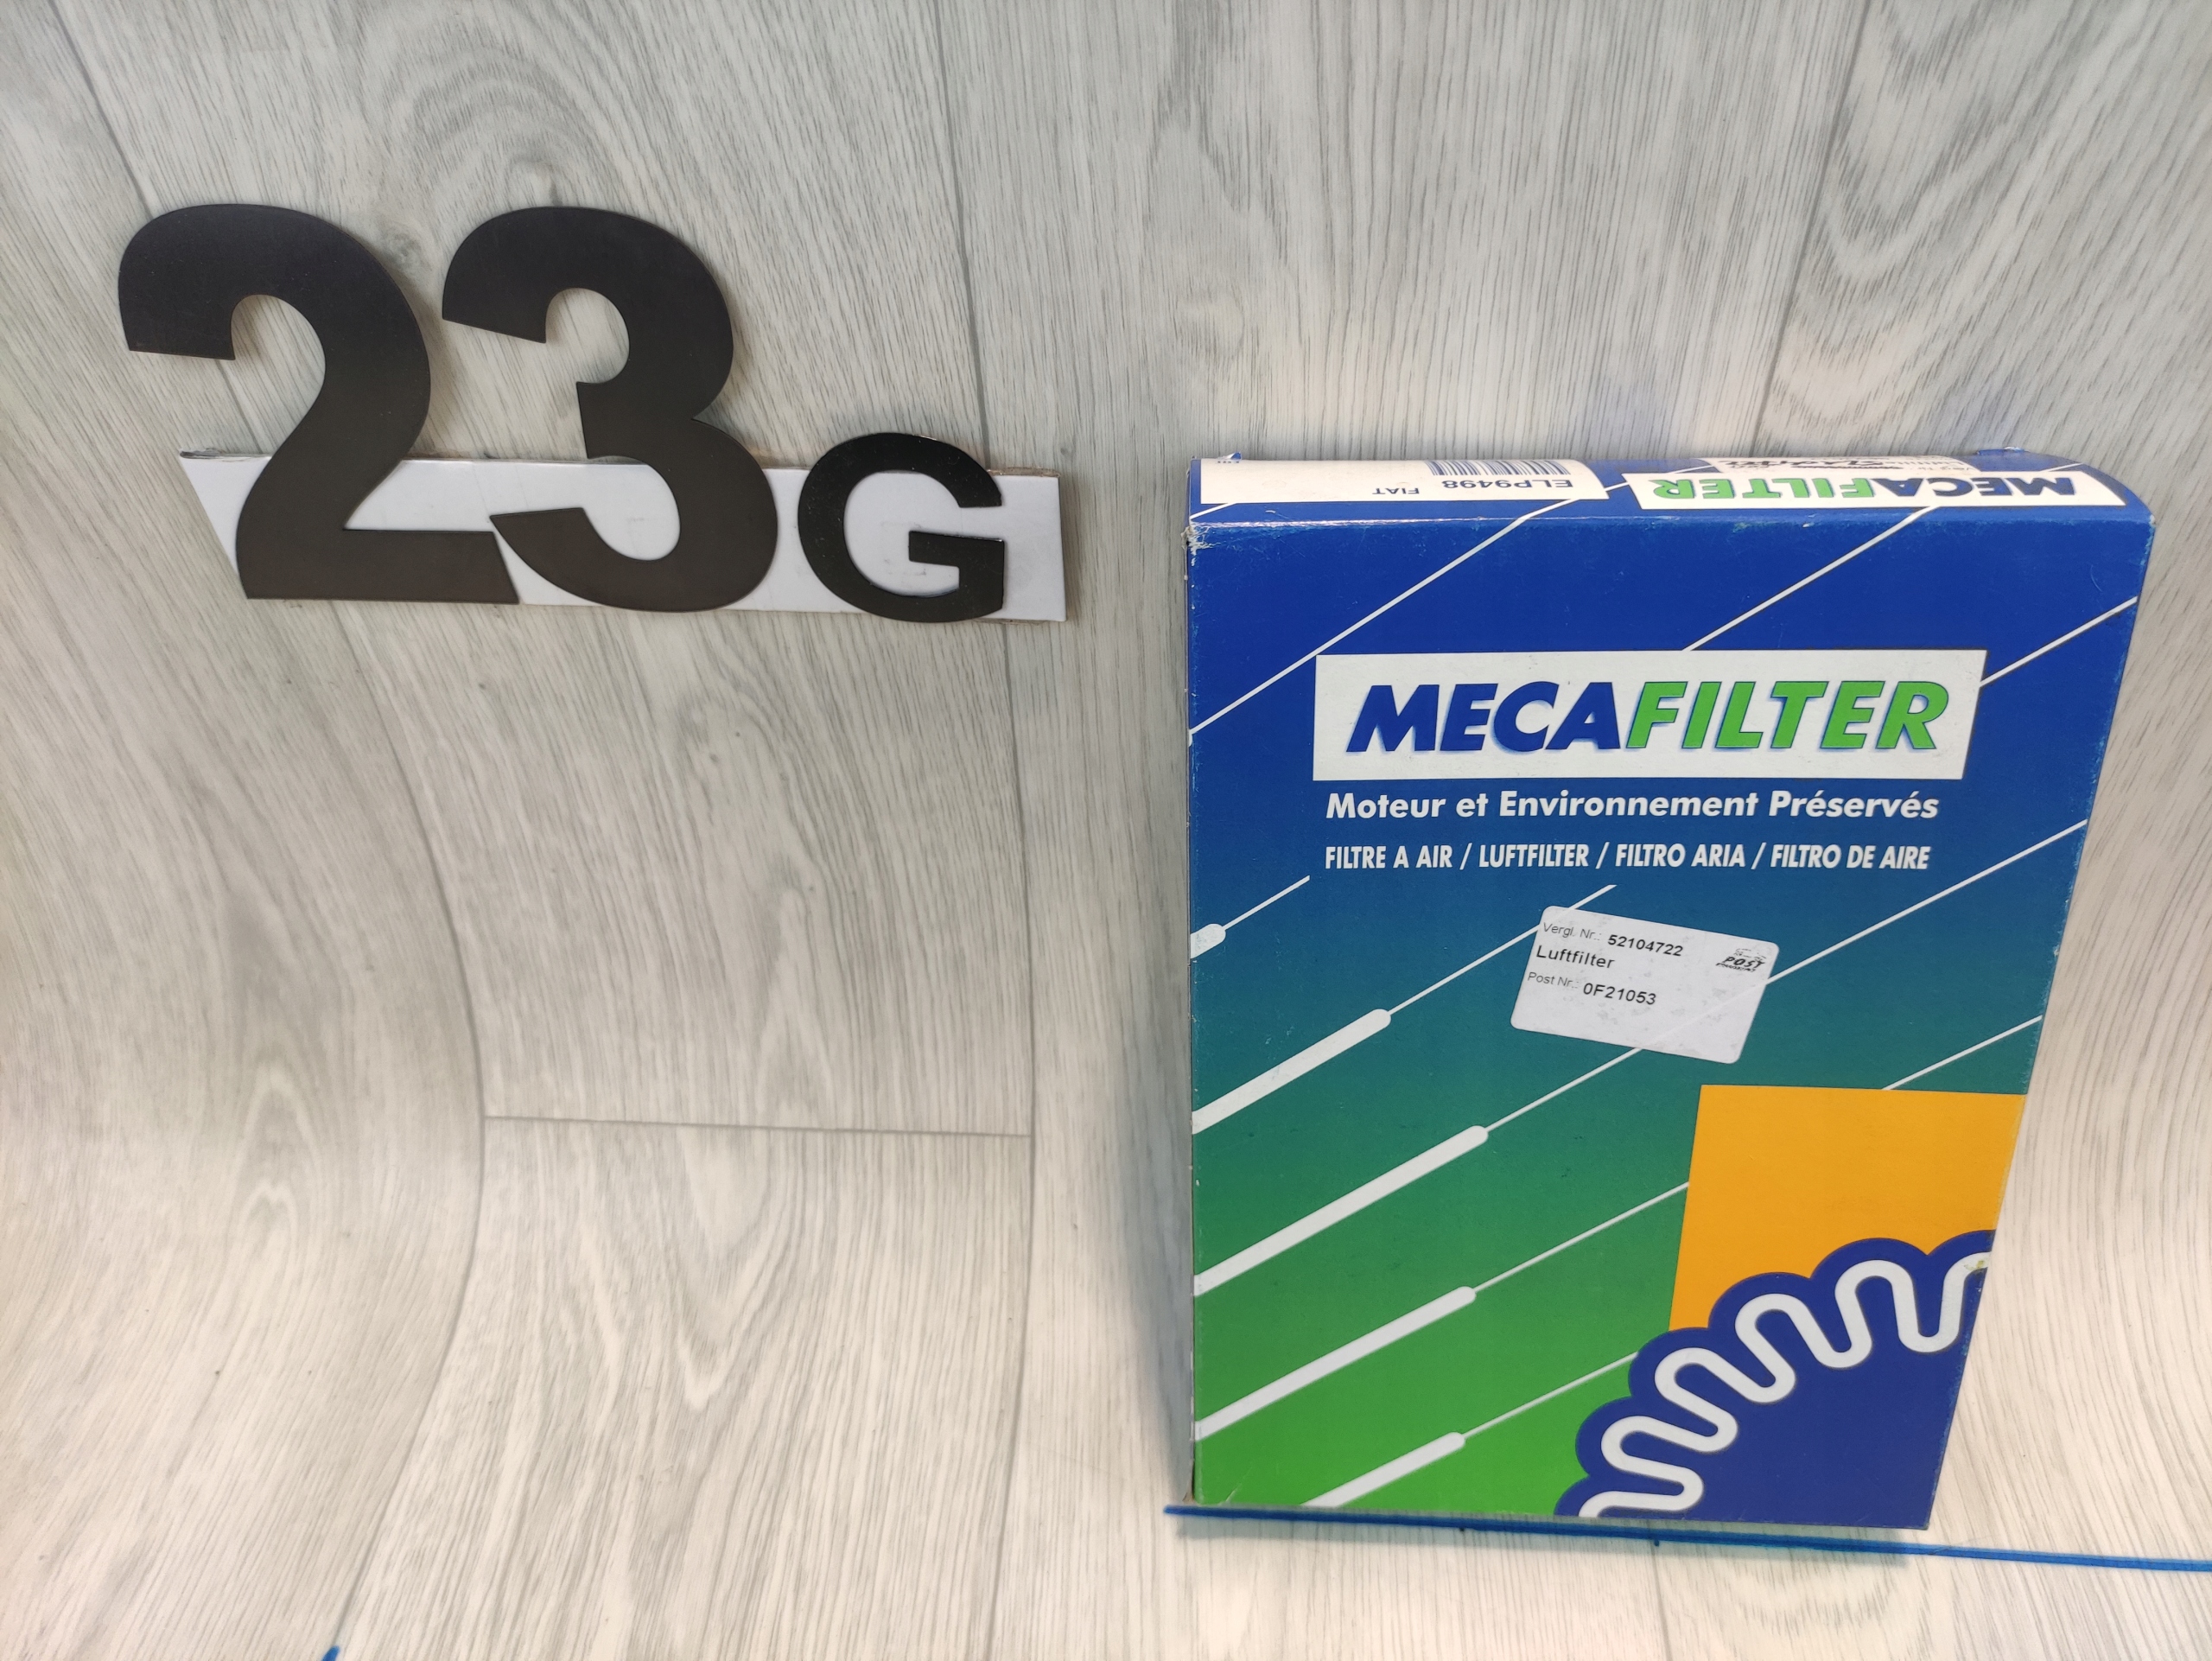 23G
ELP9498
FIAT
MECAFILTER
MECAFILTER
Moteur et Environnement Préservés
FILTRE A AIR / LUFTFILTER / FILTRO ARIA / FILTRO DE AIRE
Vergl. Nr.: 52104722
Luftfilter
POST
Post Nr.: 0F21053